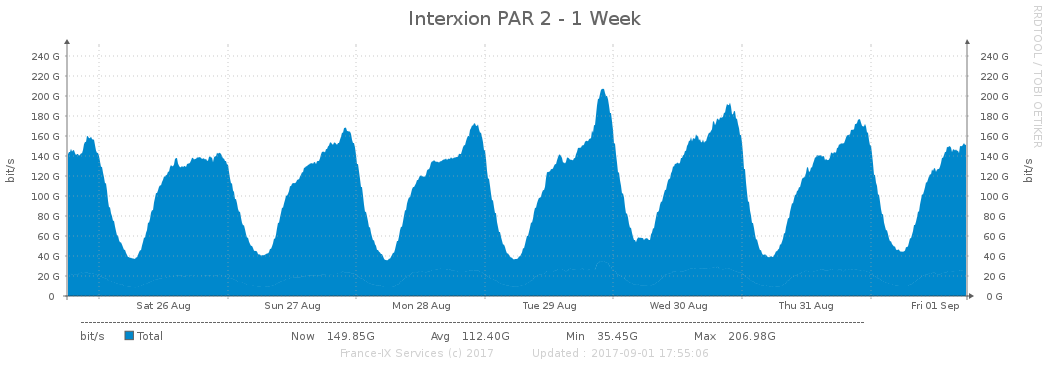 Interxion PAR 2 - 1 Week
RRDTOOL / TOBI OETIKER
240 G 240 G
220 G 220 G
200 G 200 G
180 G 180 G
160 G 160 G
140 G 140 G
120 G 120 G
100 G 100 G
80 G 80 G
60 G 60 G
40 G 40 G
20 G 20 G
0 0 G
bit/s
bit/s
Sat 26 Aug Sun 27 Aug Mon 28 Aug Tue 29 Aug Wed 30 Aug Thu 31 Aug Fri 01 Sep
bit/s Total Now 149.85G Avg 112.40G Min 35.45G Max 206.98G
France-IX Services (c) 2017 Updated : 2017-09-01 17:55:06